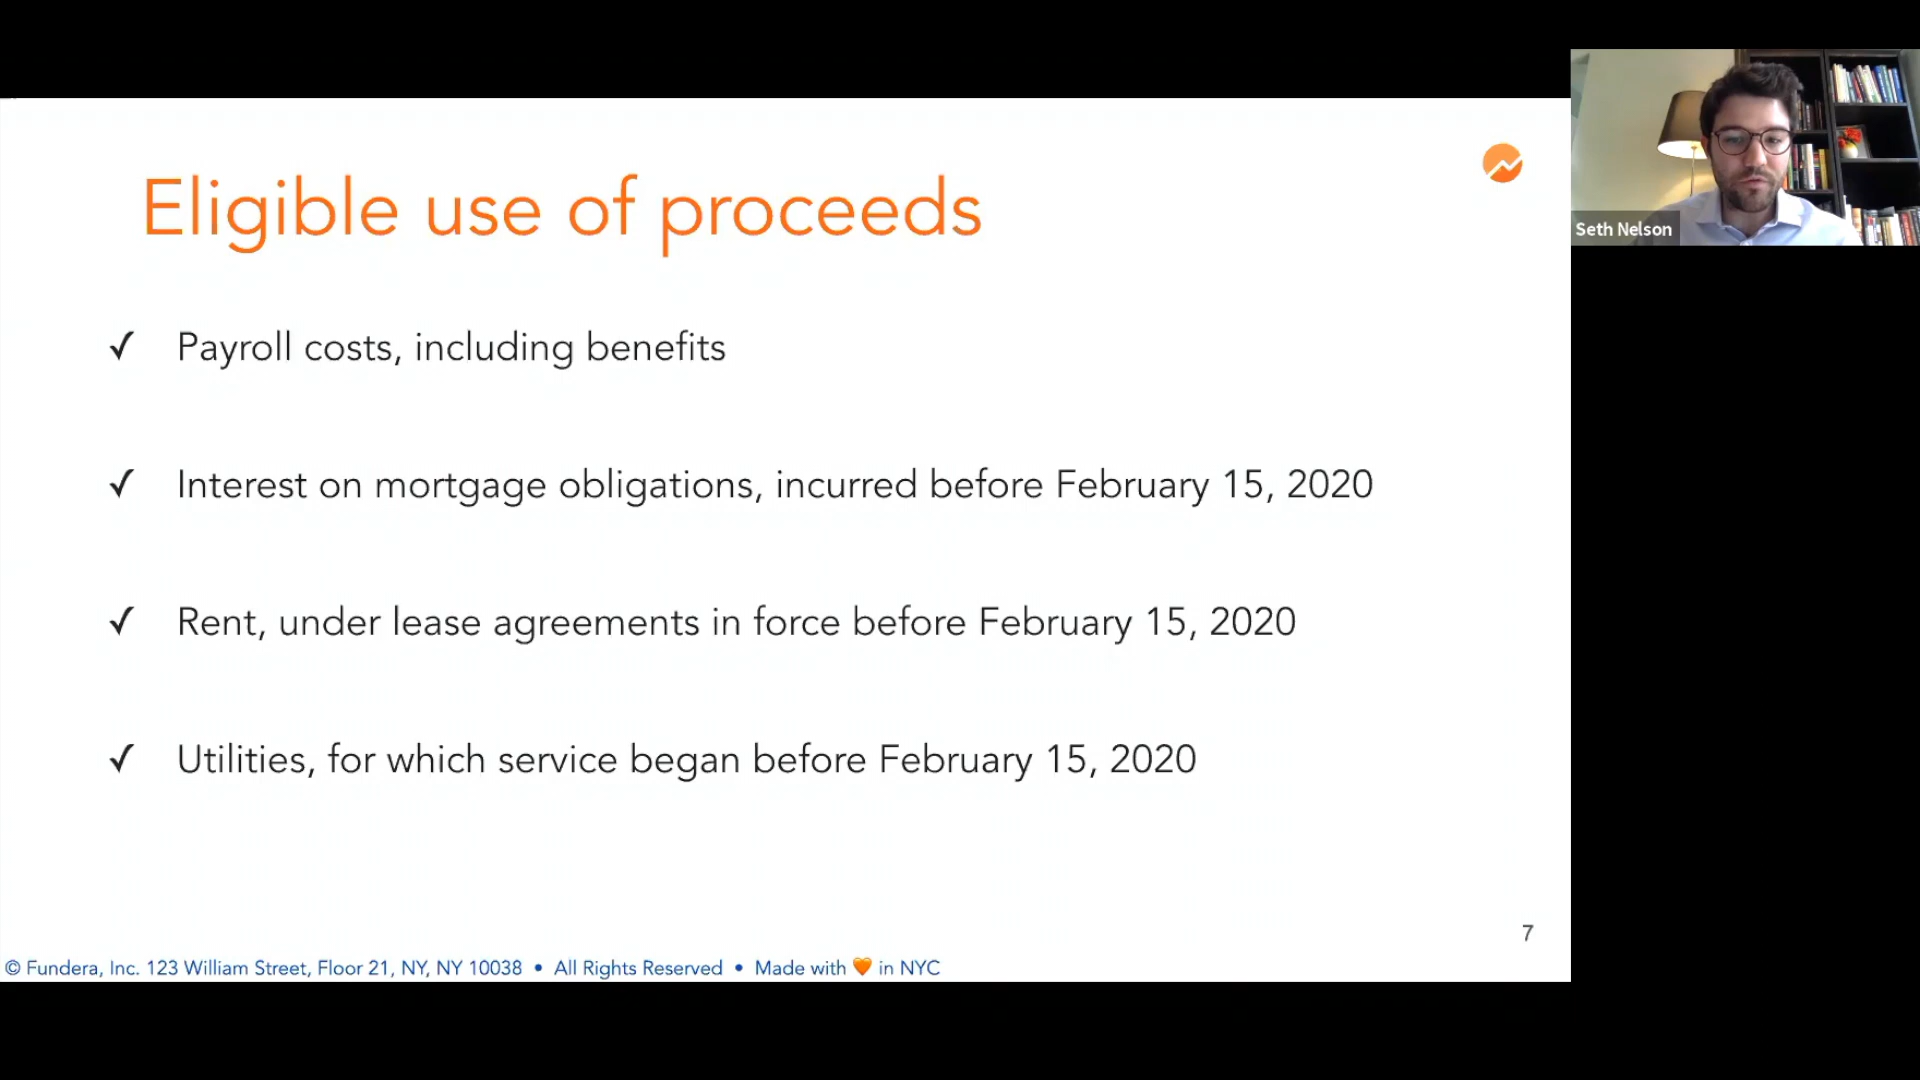 Eligible use of proceeds
✓ Payroll costs, including benefits
✓ Interest on mortgage obligations, incurred before February 15, 2020
✓ Rent, under lease agreements in force before February 15, 2020
✓ Utilities, for which service began before February 15, 2020
7
© Fundera, Inc. 123 William Street, Floor 21, NY, NY 10038 • All Rights Reserved • Made with 🧡 in NYC
Seth Nelson